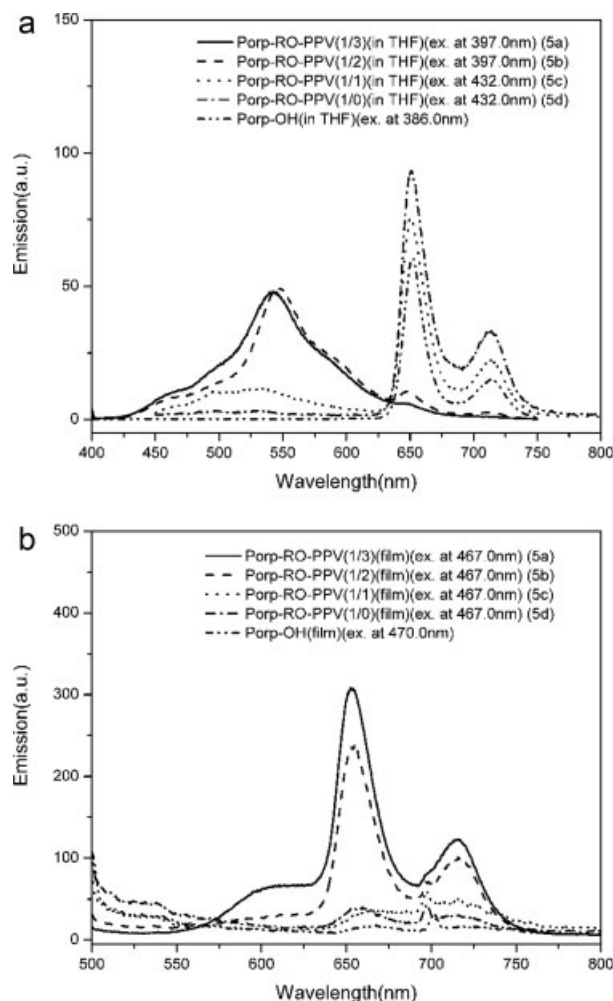 a
150
Porp-RO-PPV(1/3)(in THF)(ex. at 397.0nm) (5a)
Porp-RO-PPV(1/2)(in THF)(ex. at 397.0nm) (5b)
Porp-RO-PPV(1/1)(in THF)(ex. at 432.0nm) (5c)
Porp-RO-PPV(1/0)(in THF)(ex. at 432.0nm) (5d)
Porp-OH(in THF)(ex. at 386.0nm)
100
Emission(a.u.)
50
0
400 450 500 550 600 650 700 750 800
Wavelength(nm)
b
500
Porp-RO-PPV(1/3)(film)(ex. at 467.0nm) (5a)
Porp-RO-PPV(1/2)(film)(ex. at 467.0nm) (5b)
Porp-RO-PPV(1/1)(film)(ex. at 467.0nm) (5c)
Porp-RO-PPV(1/0)(film)(ex. at 467.0nm) (5d)
Porp-OH(film)(ex. at 470.0nm)
400
300
Emission(a.u.)
200
100
0
500 550 600 650 700 750 800
Wavelength(nm)